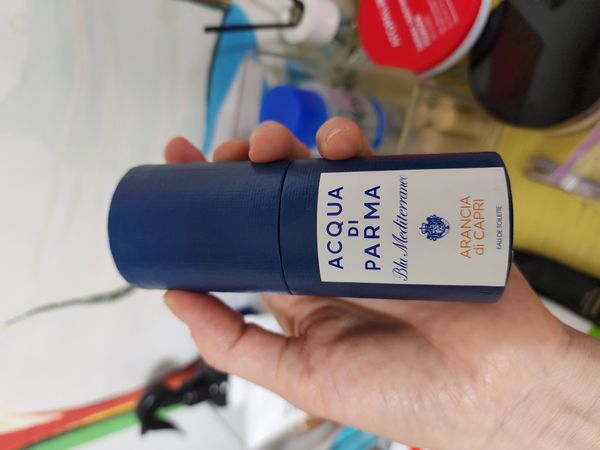 ACQUA
DI
PARMA
Blu Mediterraneo
ARANCIA
di CAPRI
EAU DE TOILETTE